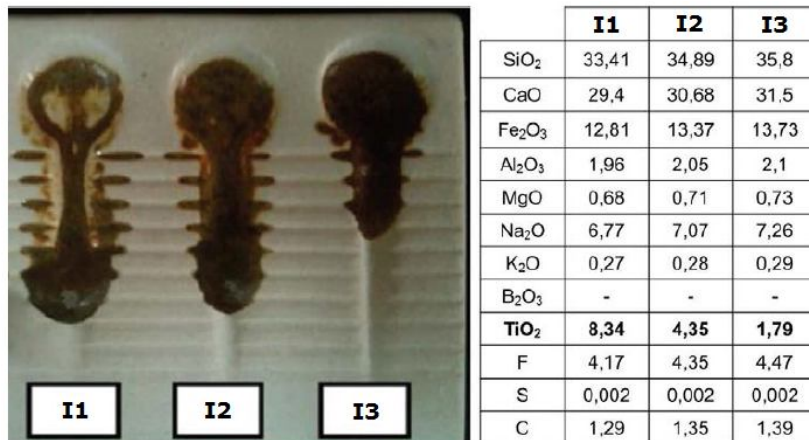 I1 I2 I3
SiO₂ 33,41 34,89 35,8
CaO 29,4 30,68 31,5
Fe₂O₃ 12,81 13,37 13,73
Al₂O₃ 1,96 2,05 2,1
MgO 0,68 0,71 0,73
Na₂O 6,77 7,07 7,26
K₂O 0,27 0,28 0,29
B₂O₃ - - -
TiO₂ 8,34 4,35 1,79
F 4,17 4,35 4,47
S 0,002 0,002 0,002
C 1,29 1,35 1,39
I1 I2 I3